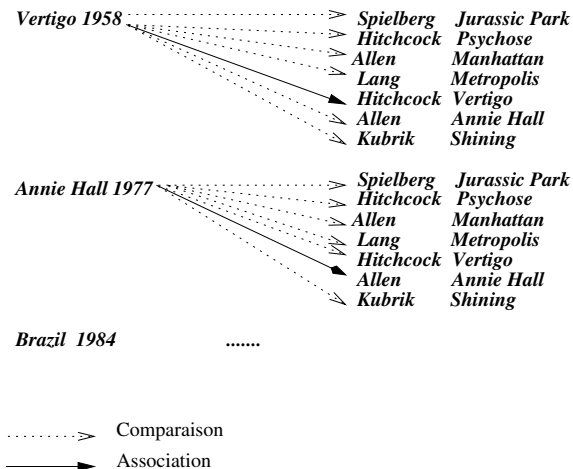 Vertigo 1958
Spielberg Jurassic Park
Hitchcock Psychose
Allen Manhattan
Lang Metropolis
Hitchcock Vertigo
Allen Annie Hall
Kubrik Shining
Annie Hall 1977
Spielberg Jurassic Park
Hitchcock Psychose
Allen Manhattan
Lang Metropolis
Hitchcock Vertigo
Allen Annie Hall
Kubrik Shining
Brazil 1984 .......
Comparaison
Association